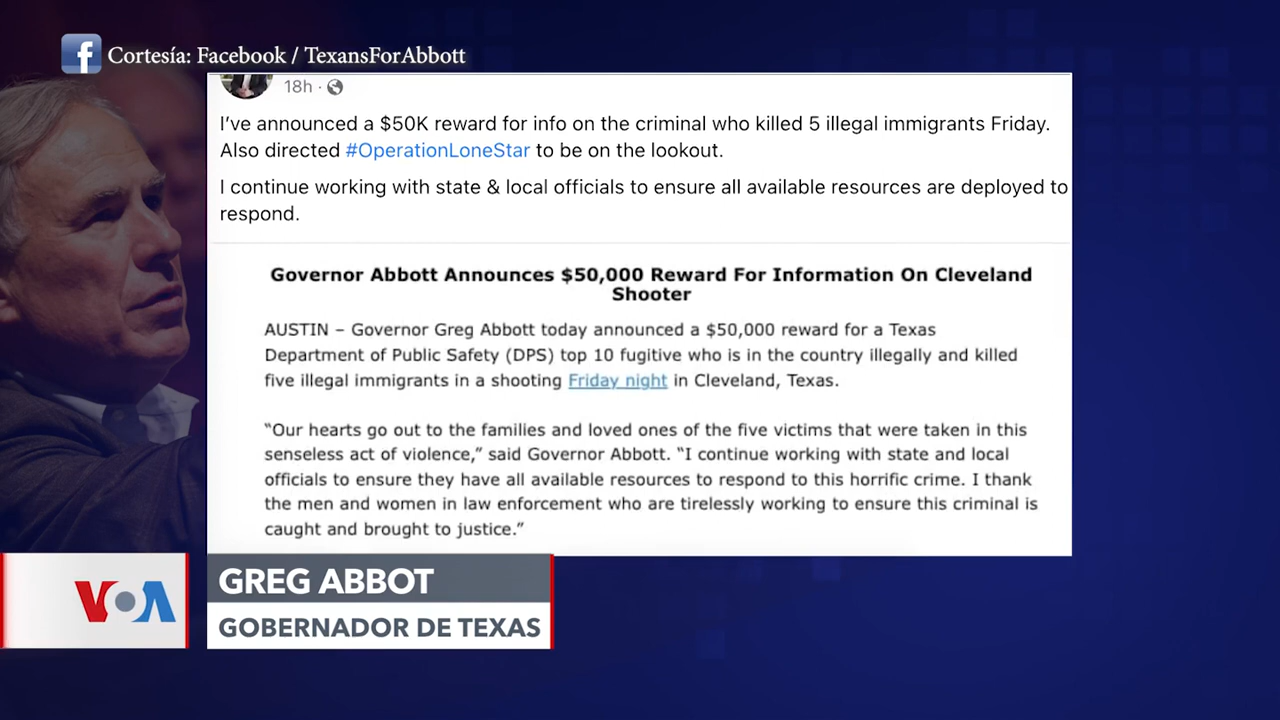 Cortesía: Facebook / TexansForAbbott
18h ·
I've announced a $50K reward for info on the criminal who killed 5 illegal immigrants Friday.
Also directed #OperationLoneStar to be on the lookout.
I continue working with state & local officials to ensure all available resources are deployed to
respond.
Governor Abbott Announces $50,000 Reward For Information On Cleveland
Shooter
AUSTIN – Governor Greg Abbott today announced a $50,000 reward for a Texas
Department of Public Safety (DPS) top 10 fugitive who is in the country illegally and killed
five illegal immigrants in a shooting Friday night in Cleveland, Texas.
“Our hearts go out to the families and loved ones of the five victims that were taken in this
senseless act of violence,” said Governor Abbott. “I continue working with state and local
officials to ensure they have all available resources to respond to this horrific crime. I thank
the men and women in law enforcement who are tirelessly working to ensure this criminal is
caught and brought to justice.”
VOA
GREG ABBOT
GOBERNADOR DE TEXAS